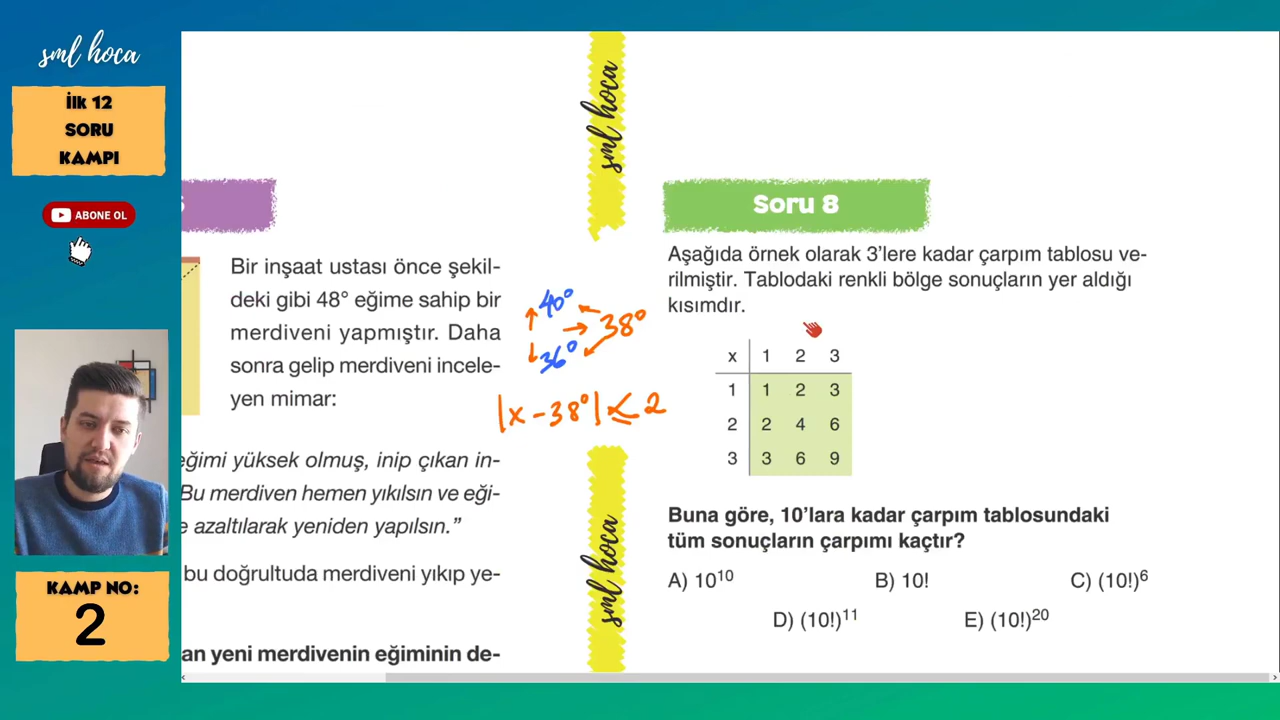 sml hoca
İlk 12
SORU
KAMPI
ABONE OL
KAMP NO:
2
Bir inşaat ustası önce şekil-
deki gibi 48° eğime sahip bir
merdiveni yapmıştır. Daha
sonra gelip merdiveni incele-
yen mimar:
eğimi yüksek olmuş, inip çıkan in-
Bu merdiven hemen yıkılsın ve eği-
e azaltılarak yeniden yapılsın.”
bu doğrultuda merdiveni yıkıp ye-
an yeni merdivenin eğiminin de-
sml hoca
40°
38°
36°
|x-38°| ≤ 2
sml hoca
Soru 8
Aşağıda örnek olarak 3’lere kadar çarpım tablosu ve-
rilmiştir. Tablodaki renkli bölge sonuçların yer aldığı
kısımdır.
x 1 2 3
1 1 2 3
2 2 4 6
3 3 6 9
Buna göre, 10’lara kadar çarpım tablosundaki
tüm sonuçların çarpımı kaçtır?
A) 10¹⁰ B) 10! C) (10!)⁶
D) (10!)¹¹ E) (10!)²⁰